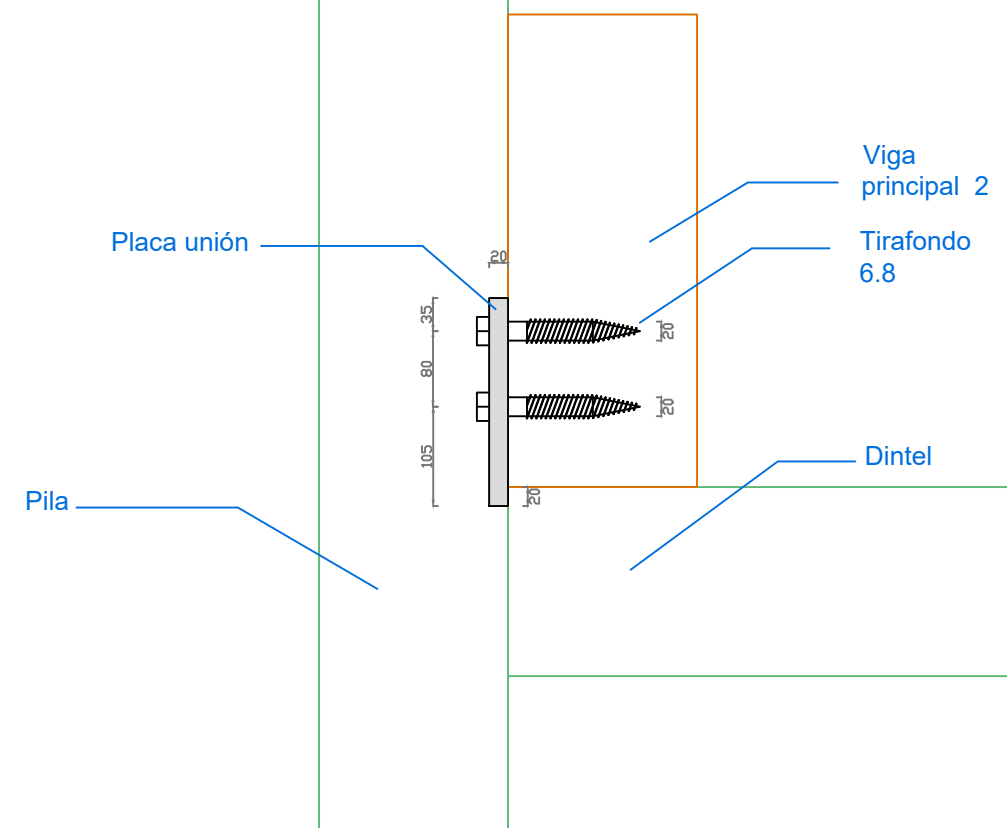 Viga
principal 2
Placa unión
Tirafondo
6.8
20
35
20
80
20
105
Dintel
20
Pila